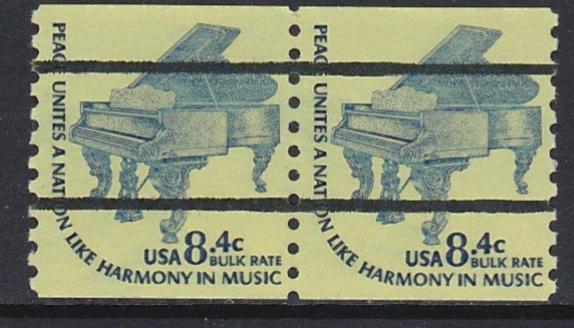 PEACE UNITES A NATION LIKE HARMONY IN MUSIC
USA 8.4c
BULK RATE
PEACE UNITES A NATION LIKE HARMONY IN MUSIC
USA 8.4c
BULK RATE